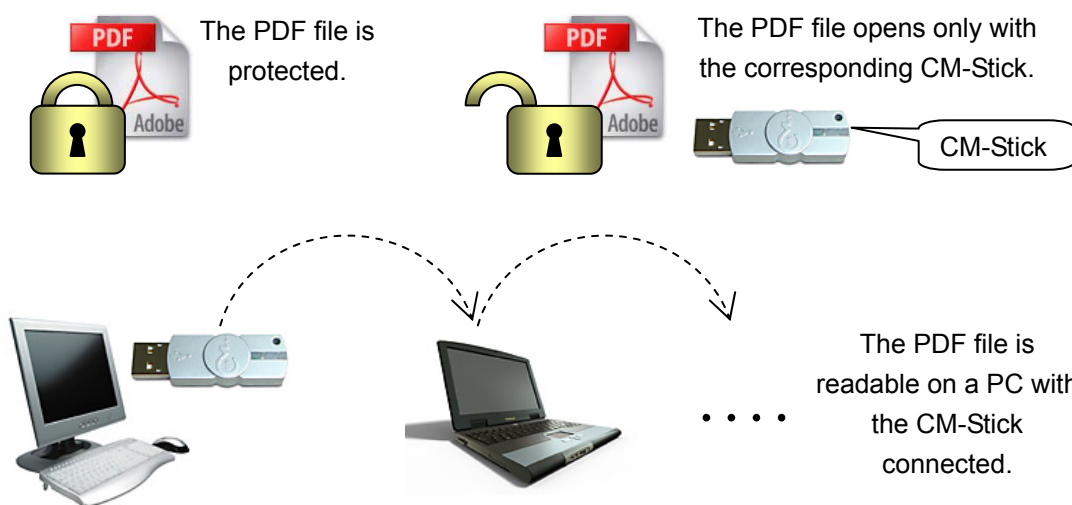 PDF
Adobe
The PDF file is
protected.
PDF
Adobe
The PDF file opens only with
the corresponding CM-Stick.
CM-Stick
The PDF file is
readable on a PC with
the CM-Stick
connected.